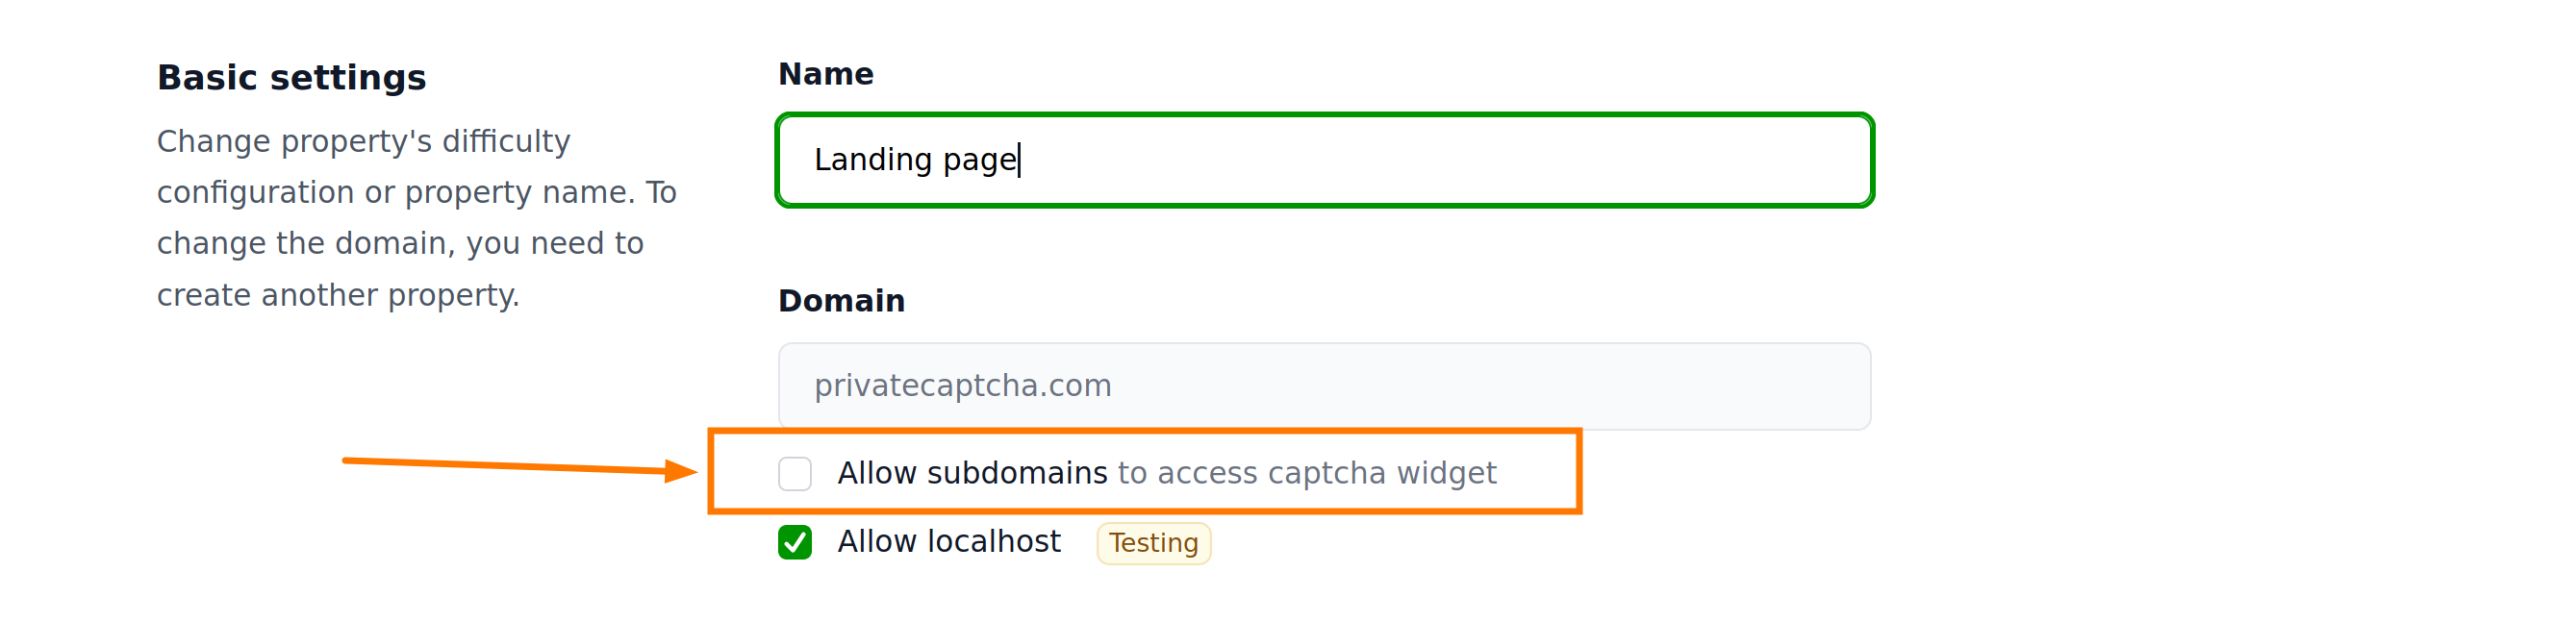 Basic settings
Change property's difficulty
configuration or property name. To
change the domain, you need to
create another property.
Name
Landing page
Domain
privatecaptcha.com
Allow subdomains to access captcha widget
Allow localhost Testing